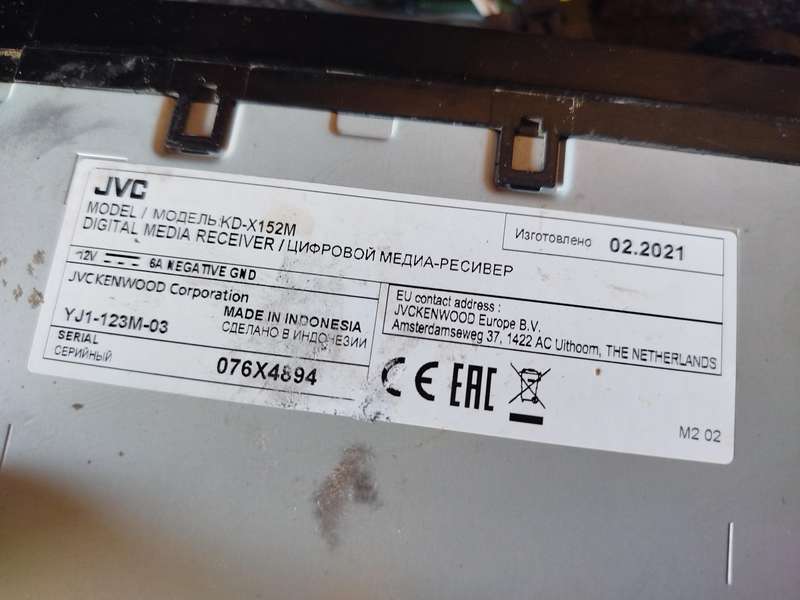 JVC
MODEL / МОДЕЛЬ:KD-X152M
DIGITAL MEDIA RECEIVER / ЦИФРОВОЙ МЕДИА-РЕСИВЕР
Изготовлено 02.2021
12V 6A NEGATIVE GND
JVCKENWOOD Corporation
YJ1-123M-03
MADE IN INDONESIA
СДЕЛАНО В ИНДОНЕЗИИ
SERIAL
СЕРИЙНЫЙ
076X4894
EU contact address :
JVCKENWOOD Europe B.V.
Amsterdamseweg 37, 1422 AC Uithoorn, THE NETHERLANDS
CE EAC
M2 02